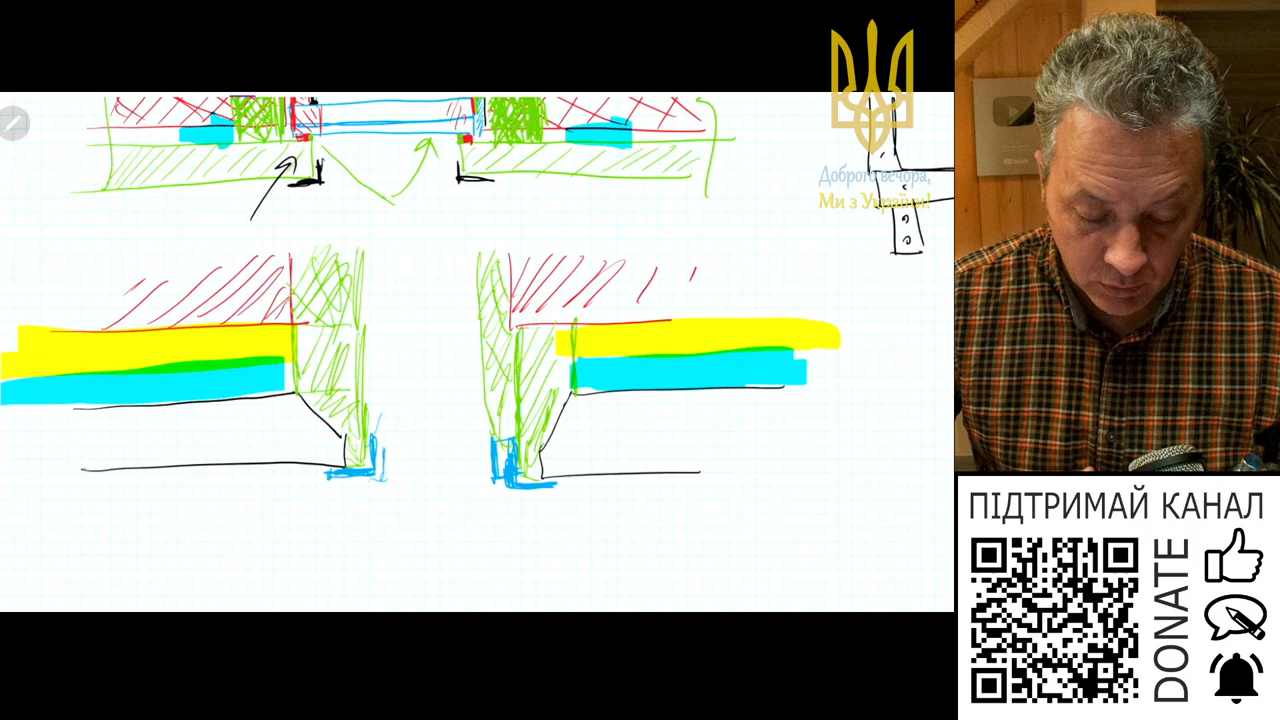 Доброго вечора,
Ми з України!
ПІДТРИМАЙ КАНАЛ
DONATE